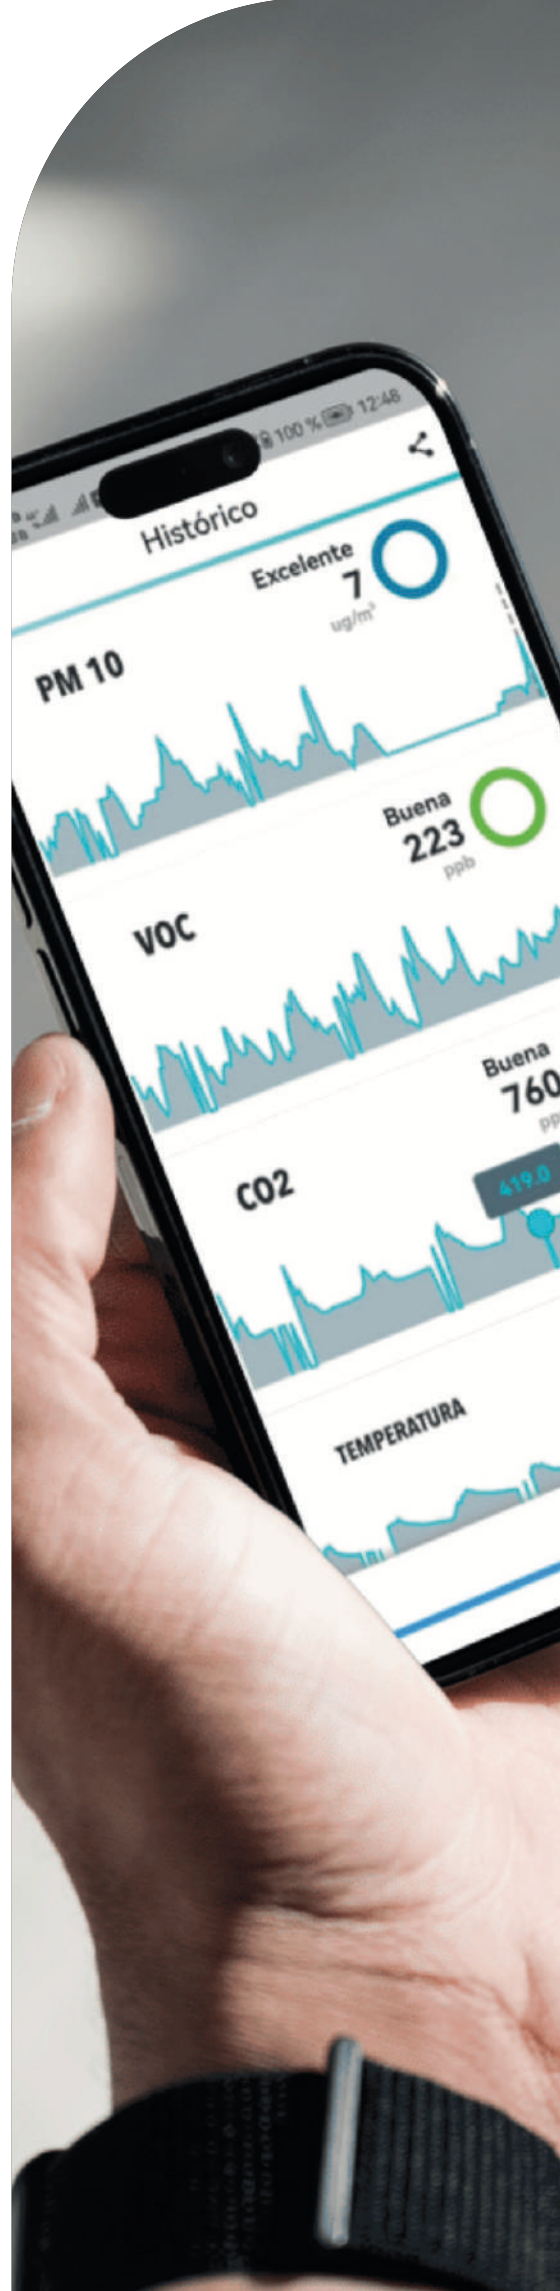 100 % 12:48
Histórico
Excelente
7
ug/m³
PM 10
Buena
223
ppb
VOC
Buena
760
CO2
419.0
TEMPERATURA